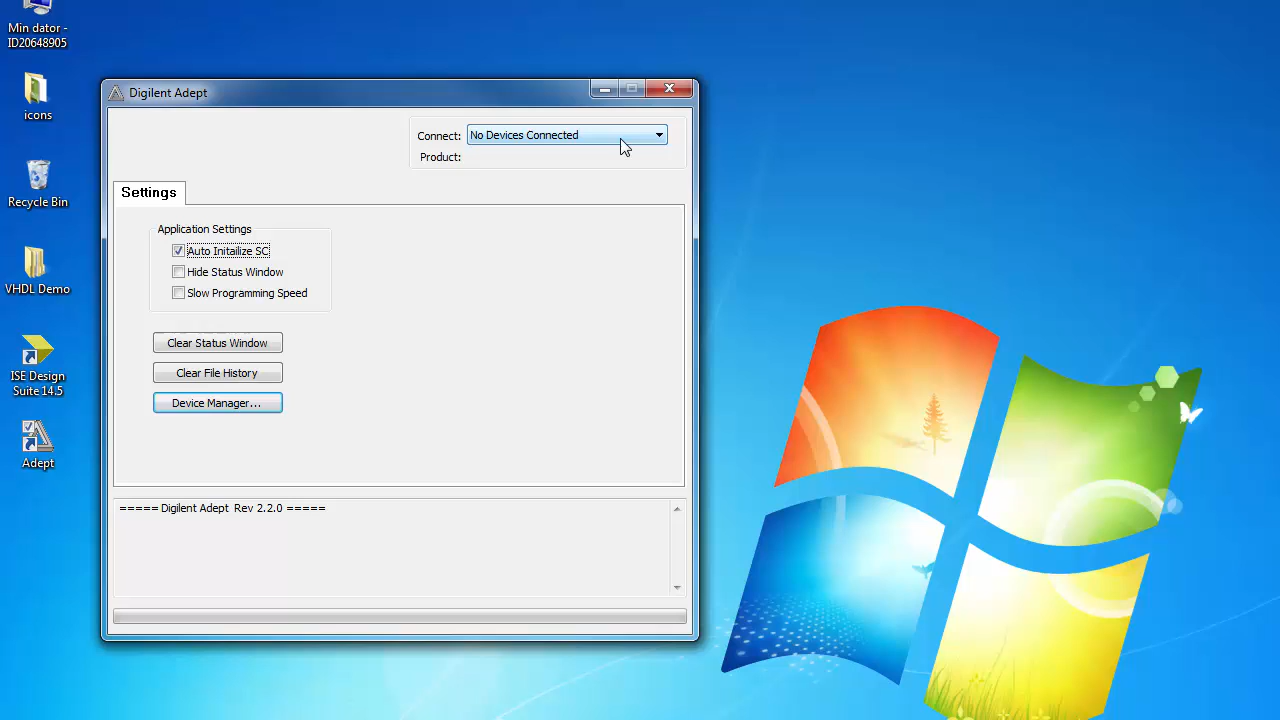 Min dator -
ID20648905
icons
Recycle Bin
VHDL Demo
ISE Design
Suite 14.5
Adept
Digilent Adept
Connect: No Devices Connected
Product:
Settings
Application Settings
Auto Initailize SC
Hide Status Window
Slow Programming Speed
Clear Status Window
Clear File History
Device Manager...
===== Digilent Adept Rev 2.2.0 =====